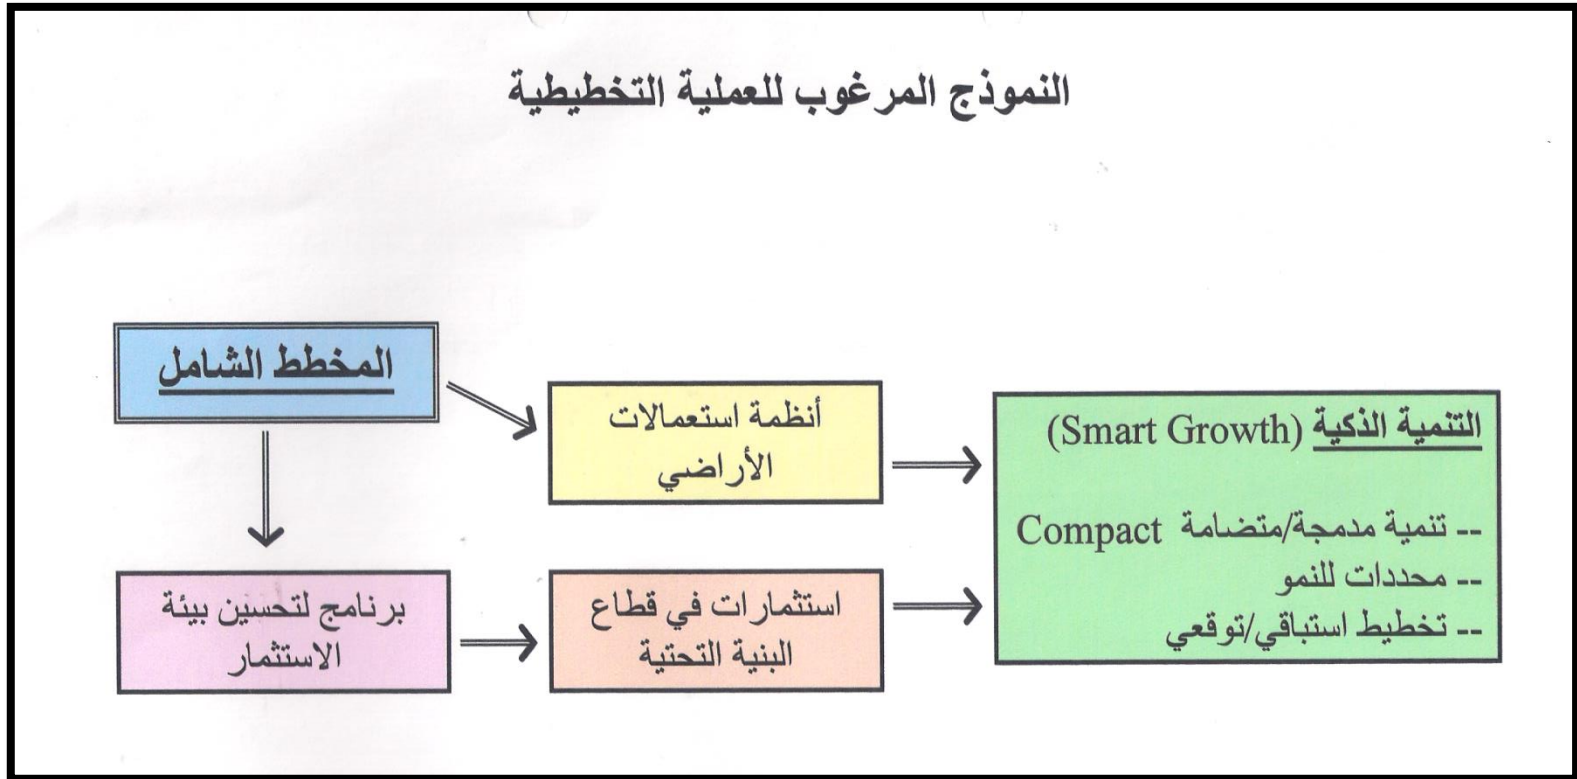 النموذج المرغوب للعملية التخطيطية
المخطط الشامل
أنظمة استعمالات
الأراضي
التنمية الذكية (Smart Growth)
-- تنمية مدمجة/متضامة Compact
-- محددات للنمو
-- تخطيط استباقي/توقعي
برنامج لتحسين بيئة
الاستثمار
استثمارات في قطاع
البنية التحتية